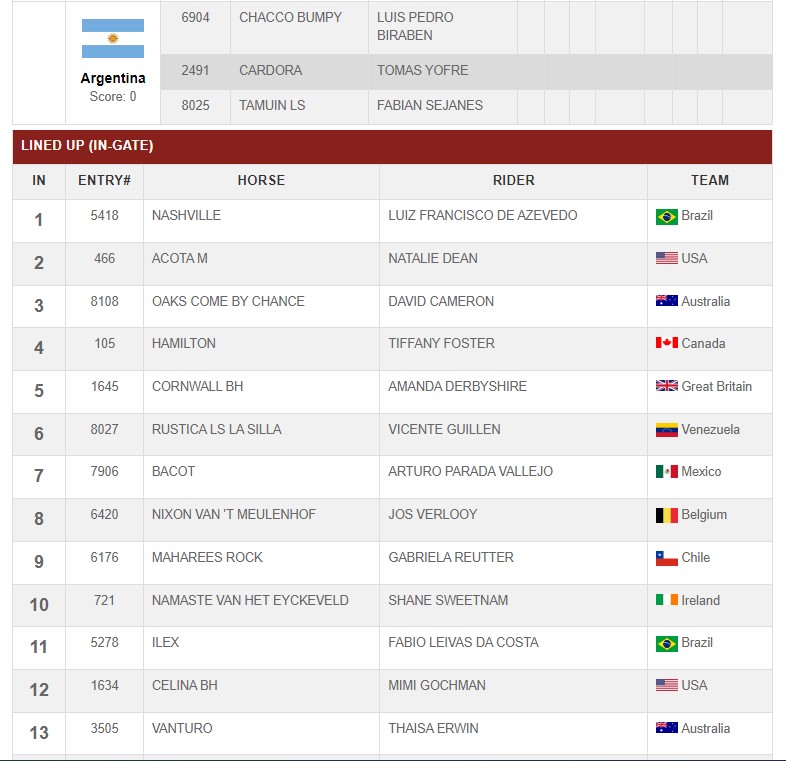 6904 CHACCO BUMPY LUIS PEDRO
BIRABEN
Argentina
2491 CARDORA TOMAS YOFRE
Score: 0
8025 TAMUIN LS FABIAN SEJANES
LINED UP (IN-GATE)
IN ENTRY# HORSE RIDER TEAM
1 5418 NASHVILLE LUIZ FRANCISCO DE AZEVEDO Brazil
2 466 ACOTA M NATALIE DEAN USA
3 8108 OAKS COME BY CHANCE DAVID CAMERON Australia
4 105 HAMILTON TIFFANY FOSTER Canada
5 1645 CORNWALL BH AMANDA DERBYSHIRE Great Britain
6 8027 RUSTICA LS LA SILLA VICENTE GUILLEN Venezuela
7 7906 BACOT ARTURO PARADA VALLEJO Mexico
8 6420 NIXON VAN 'T MEULENHOF JOS VERLOOY Belgium
9 6176 MAHAREES ROCK GABRIELA REUTTER Chile
10 721 NAMASTE VAN HET EYCKEVELD SHANE SWEETNAM Ireland
11 5278 ILEX FABIO LEIVAS DA COSTA Brazil
12 1634 CELINA BH MIMI GOCHMAN USA
13 3505 VANTURO THAISA ERWIN Australia